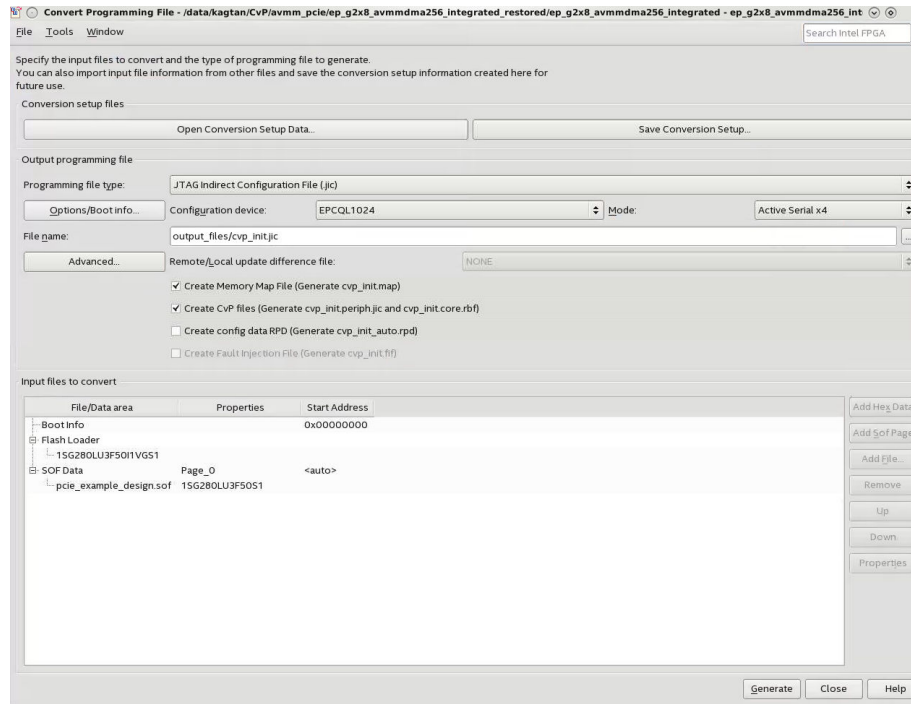 Convert Programming File - /data/kagtan/CvP/avmm_pcie/ep_g2x8_avmmdma256_integrated_restored/ep_g2x8_avmmdma256_integrated - ep_g2x8_avmmdma256_int
File Tools Window
Search Intel FPGA
Specify the input files to convert and the type of programming file to generate.
You can also import input file information from other files and save the conversion setup information created here for
future use.
Conversion setup files
Open Conversion Setup Data... Save Conversion Setup...
Output programming file
Programming file type: JTAG Indirect Configuration File (.jic)
Options/Boot info... Configuration device: EPCQL1024 Mode: Active Serial x4
File name: output_files/cvp_init.jic ...
Advanced... Remote/Local update difference file: NONE
Create Memory Map File (Generate cvp_init.map)
Create CvP files (Generate cvp_init.periph.jic and cvp_init.core.rbf)
Create config data RPD (Generate cvp_init_auto.rpd)
Create Fault Injection File (Generate cvp_init.fif)
Input files to convert
File/Data area Properties Start Address
Boot Info 0x00000000
Flash Loader
1SG280LU3F50I1VGS1
SOF Data Page_0 <auto>
pcie_example_design.sof 1SG280LU3F50S1
Add Hex Data
Add Sof Page
Add File...
Remove
Up
Down
Properties
Generate Close Help